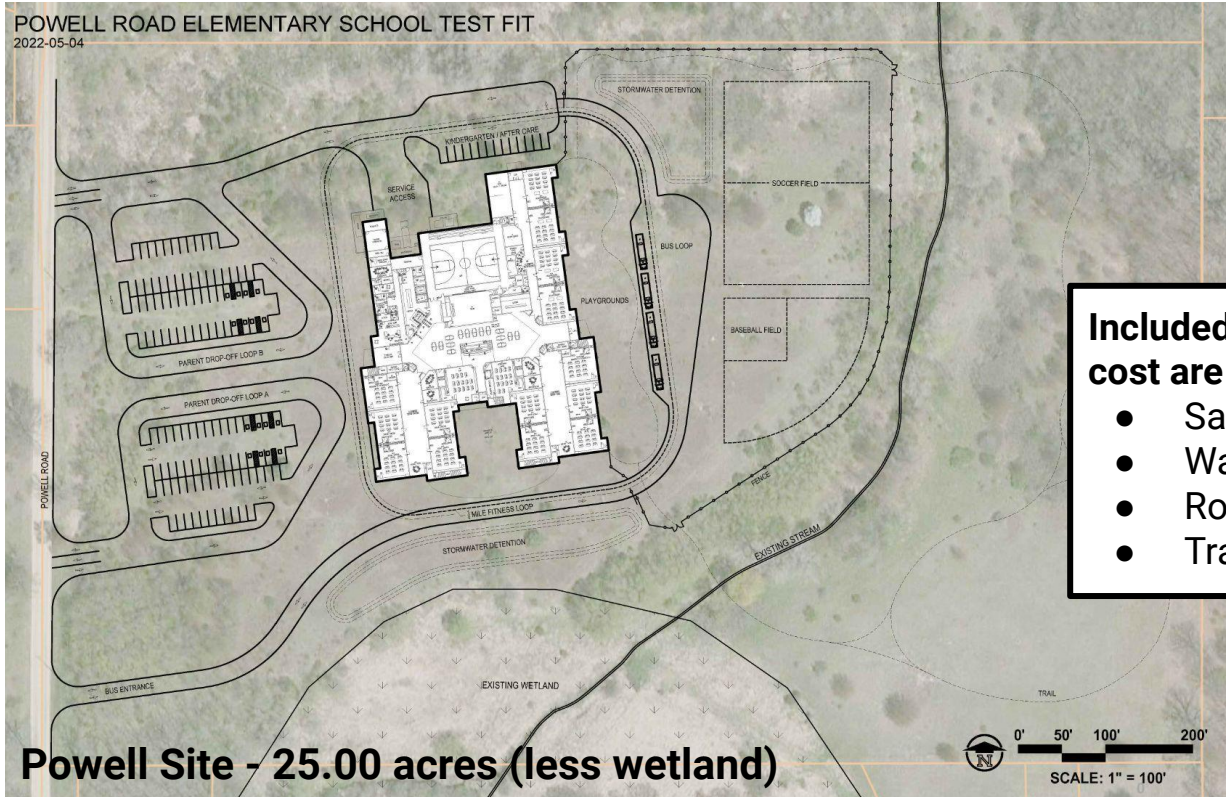 POWELL ROAD ELEMENTARY SCHOOL TEST FIT
2022-05-04
STORMWATER DETENTION
KINDERGARTEN / AFTER CARE
SERVICE
ACCESS
SOCCER FIELD
BUS LOOP
PLAYGROUNDS
BASEBALL FIELD
PARENT DROP-OFF LOOP B
PARENT DROP-OFF LOOP A
POWELL ROAD
Included
cost are
● Sa
● Wa
● Ro
● Tra
FENCE
MILE FITNESS LOOP
STORMWATER DETENTION
EXISTING STREAM
BUS ENTRANCE
EXISTING WETLAND
TRAIL
Powell Site - 25.00 acres (less wetland)
N
0' 50' 100' 200'
SCALE: 1" = 100'